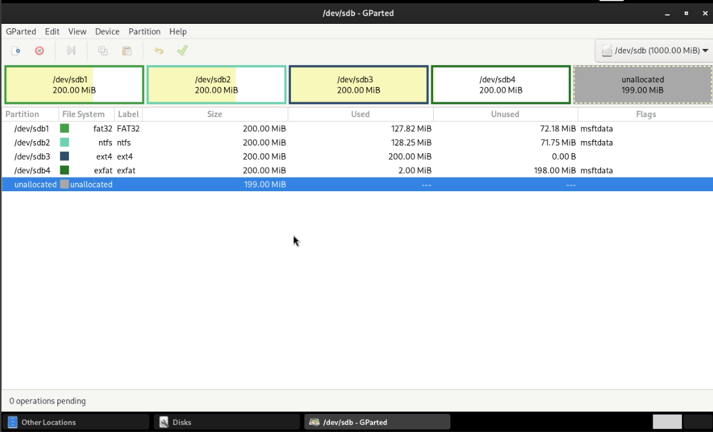 /dev/sdb - GParted
GParted Edit View Device Partition Help
/dev/sdb (1000.00 MiB)
/dev/sdb1 /dev/sdb2 /dev/sdb3 /dev/sdb4 unallocated
200.00 MiB 200.00 MiB 200.00 MiB 200.00 MiB 199.00 MiB
Partition File System Label Size Used Unused Flags
/dev/sdb1 fat32 FAT32 200.00 MiB 127.82 MiB 72.18 MiB msftdata
/dev/sdb2 ntfs ntfs 200.00 MiB 128.25 MiB 71.75 MiB msftdata
/dev/sdb3 ext4 ext4 200.00 MiB 200.00 MiB 0.00 B
/dev/sdb4 exfat exfat 200.00 MiB 2.00 MiB 198.00 MiB msftdata
unallocated unallocated 199.00 MiB --- ---
0 operations pending
Other Locations Disks /dev/sdb - GParted